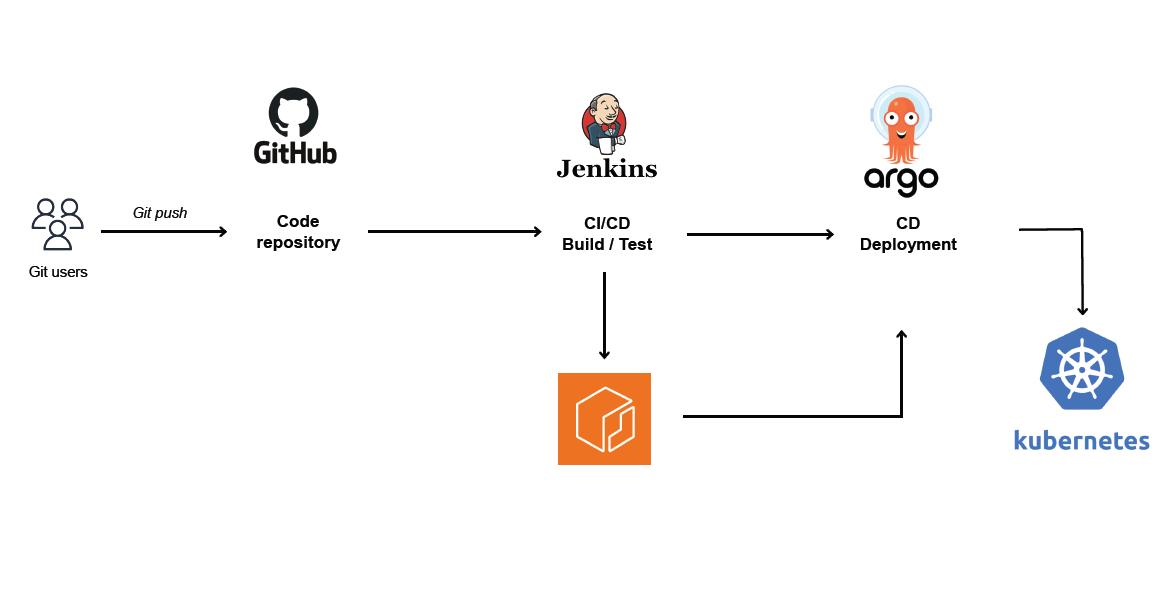 GitHub
Jenkins
argo
Git push
Code
repository
CI/CD
Build / Test
CD
Deployment
Git users
kubernetes